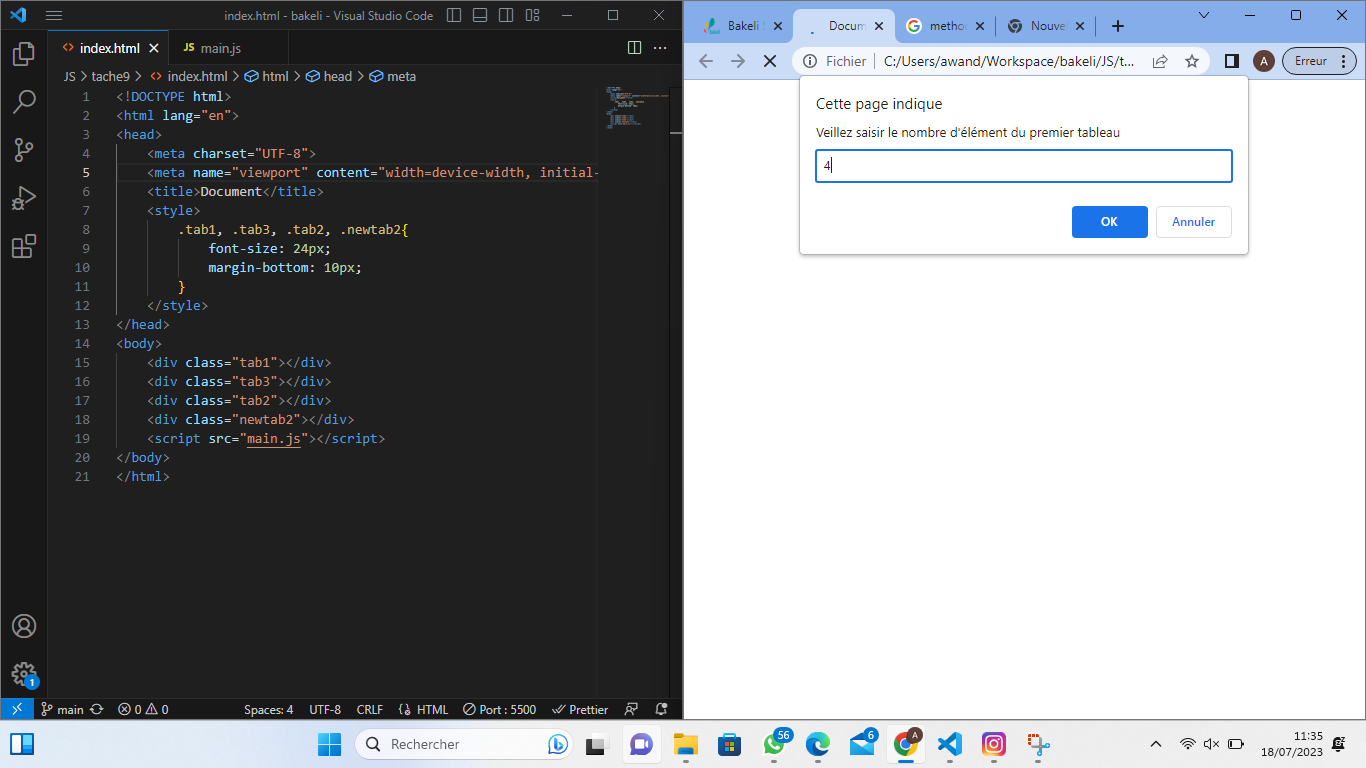 index.html - bakeli - Visual Studio Code
index.html
JS main.js
JS > tache9 > index.html > html > head > meta
1 <!DOCTYPE html>
2 <html lang="en">
3 <head>
4 <meta charset="UTF-8">
5 <meta name="viewport" content="width=device-width, initial-
6 <title>Document</title>
7 <style>
8 .tab1, .tab3, .tab2, .newtab2{
9 font-size: 24px;
10 margin-bottom: 10px;
11 }
12 </style>
13 </head>
14 <body>
15 <div class="tab1"></div>
16 <div class="tab3"></div>
17 <div class="tab2"></div>
18 <div class="newtab2"></div>
19 <script src="main.js"></script>
20 </body>
21 </html>
1
main 0 0 Spaces: 4 UTF-8 CRLF HTML Port : 5500 Prettier
Bakeli Docum metho Nouve
Fichier C:/Users/awand/Workspace/bakeli/JS/t... A Erreur
Cette page indique
Veillez saisir le nombre d'élément du premier tableau
4
OK Annuler
Rechercher 56 6 A
11:35
18/07/2023